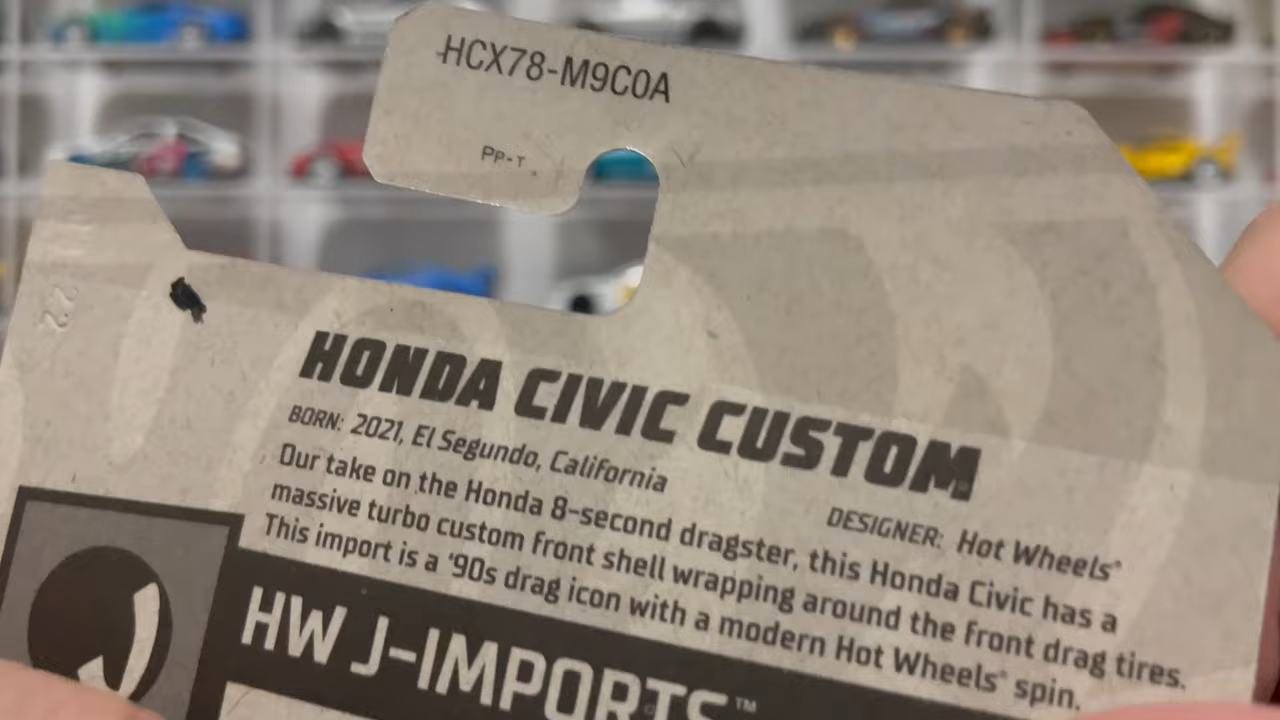 HCX78-M9C0A
PP-T
22
HONDA CIVIC CUSTOM
BORN: 2021, El Segundo, California
DESIGNER: Hot Wheels®
Our take on the Honda 8-second dragster, this Honda Civic has a
massive turbo custom front shell wrapping around the front drag tires.
This import is a '90s drag icon with a modern Hot Wheels® spin.
HW J-IMPORTS™